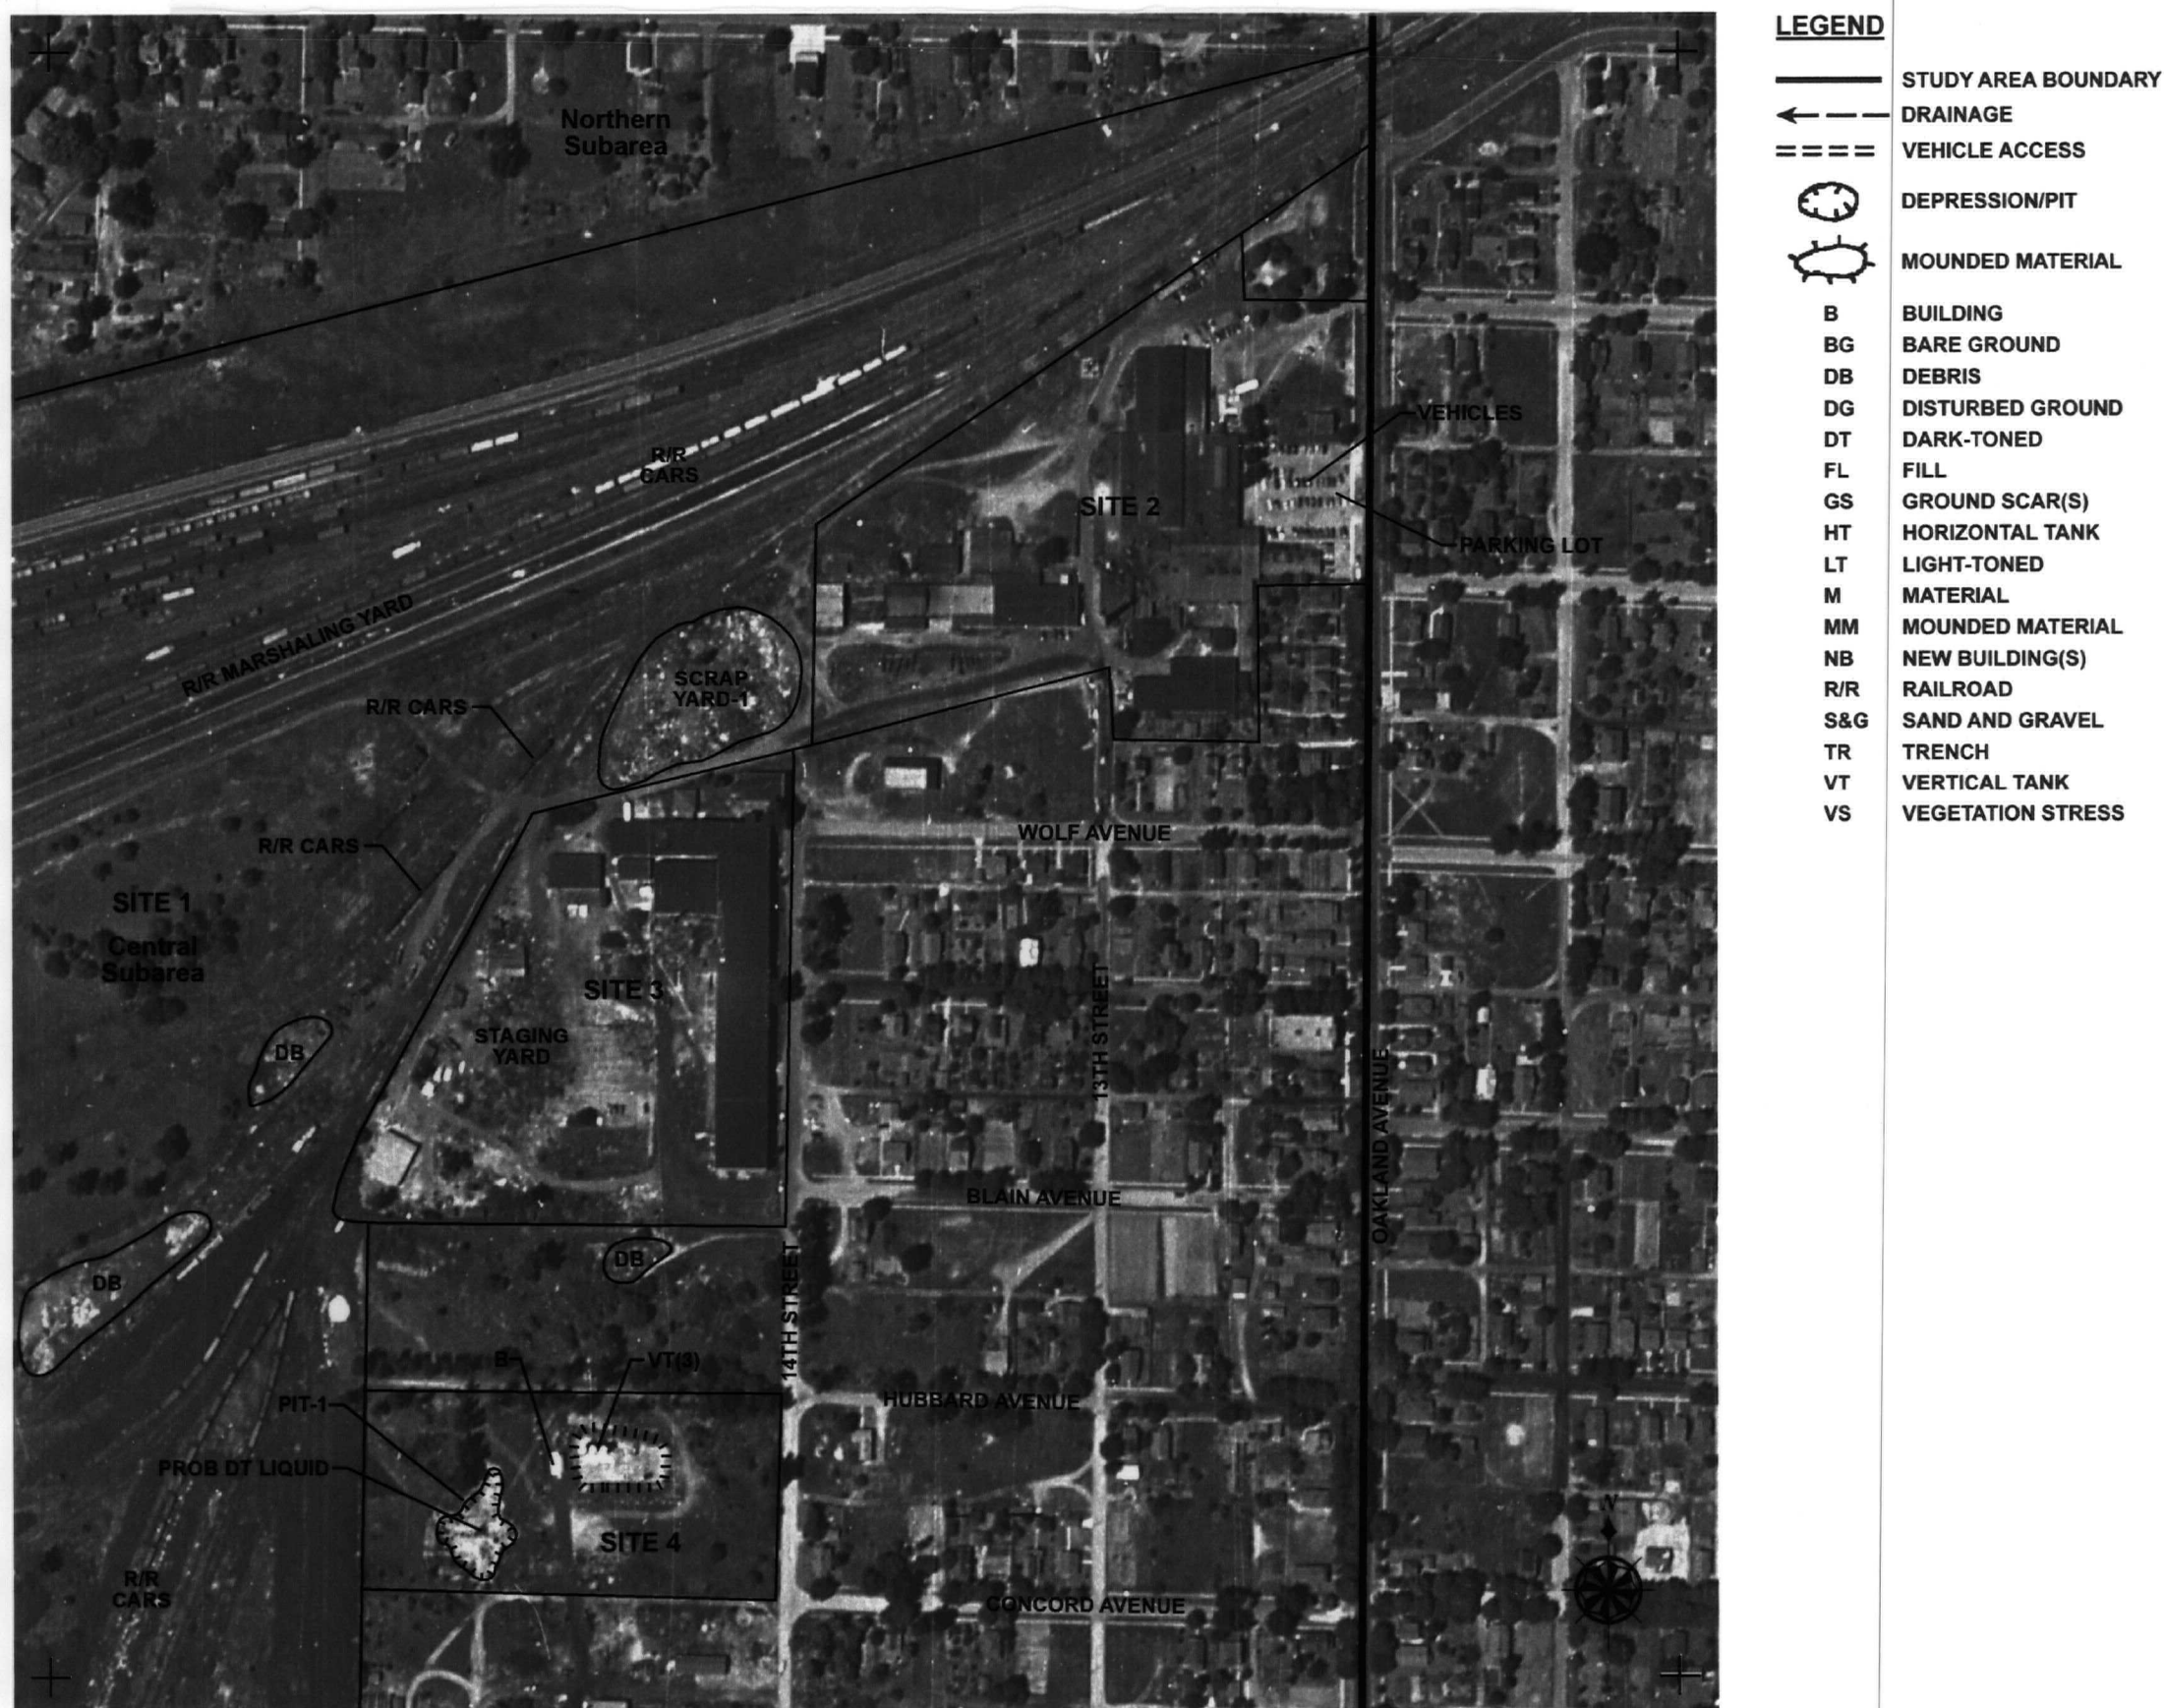 Northern
Subarea
R/R
CARS
VEHICLES
SITE 2
PARKING LOT
R/R MARSHALING YARD
SCRAP
YARD-1
R/R CARS
WOLF AVENUE
R/R CARS
SITE 1
Central
Subarea
SITE 3
STAGING
YARD
13TH STREET
DB
OAKLAND AVENUE
BLAIN AVENUE
DB
DB
14TH STREET
B
VT(3)
PIT-1
HUBBARD AVENUE
PROB DT LIQUID
SITE 4
N
R/R
CARS
CONCORD AVENUE
LEGEND
STUDY AREA BOUNDARY
DRAINAGE
VEHICLE ACCESS
DEPRESSION/PIT
MOUNDED MATERIAL
B BUILDING
BG BARE GROUND
DB DEBRIS
DG DISTURBED GROUND
DT DARK-TONED
FL FILL
GS GROUND SCAR(S)
HT HORIZONTAL TANK
LT LIGHT-TONED
M MATERIAL
MM MOUNDED MATERIAL
NB NEW BUILDING(S)
R/R RAILROAD
S&G SAND AND GRAVEL
TR TRENCH
VT VERTICAL TANK
VS VEGETATION STRESS